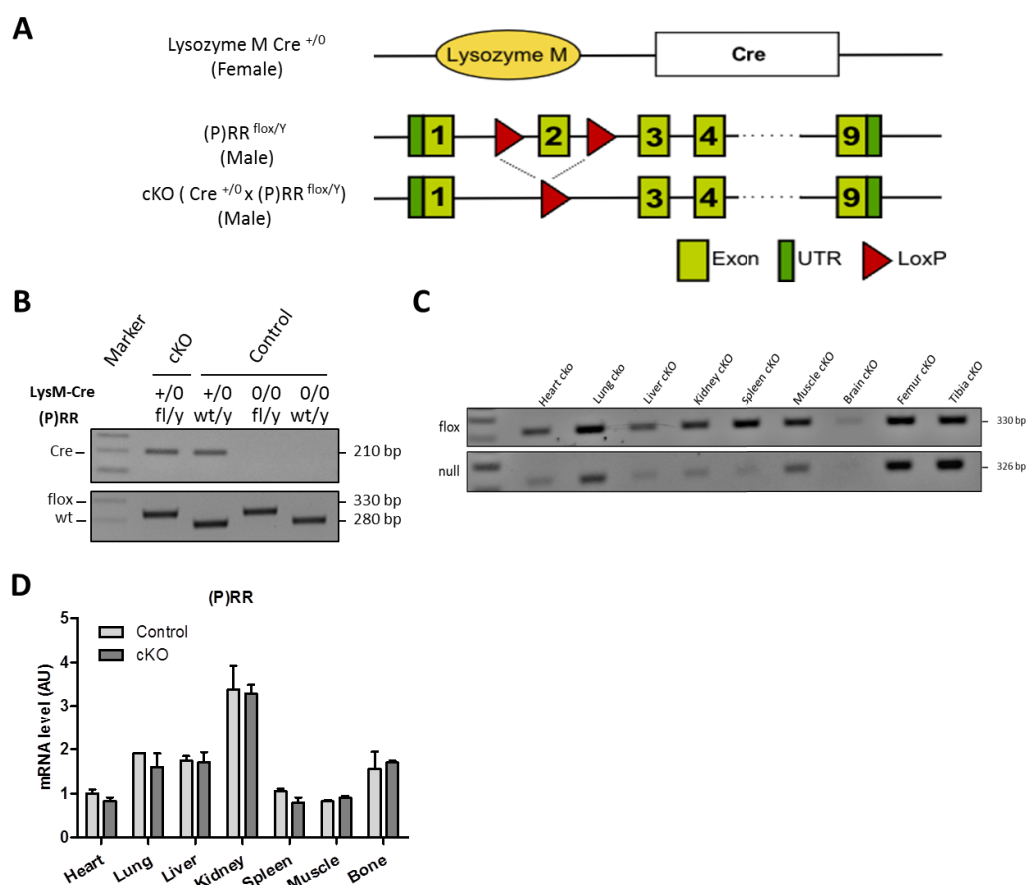 A
Lysozyme M Cre +/0
(Female)
Lysozyme M
Cre
(P)RR flox/Y
(Male)
1 2 3 4 9
cKO ( Cre +/0 x (P)RR flox/Y)
(Male)
1 3 4 9
Exon UTR LoxP
B
Marker
cKO
Control
LysM-Cre +/0 +/0 0/0 0/0
(P)RR fl/y wt/y fl/y wt/y
Cre 210 bp
flox 330 bp
wt 280 bp
C
Heart cko
Lung cko
Liver cKO
Kidney cKO
Spleen cKO
Muscle cKO
Brain cKO
Femur cKO
Tibia cKO
flox 330 bp
null 326 bp
D
(P)RR
Control
cKO
mRNA level (AU)
5
4
3
2
1
0
Heart
Lung
Liver
Kidney
Spleen
Muscle
Bone